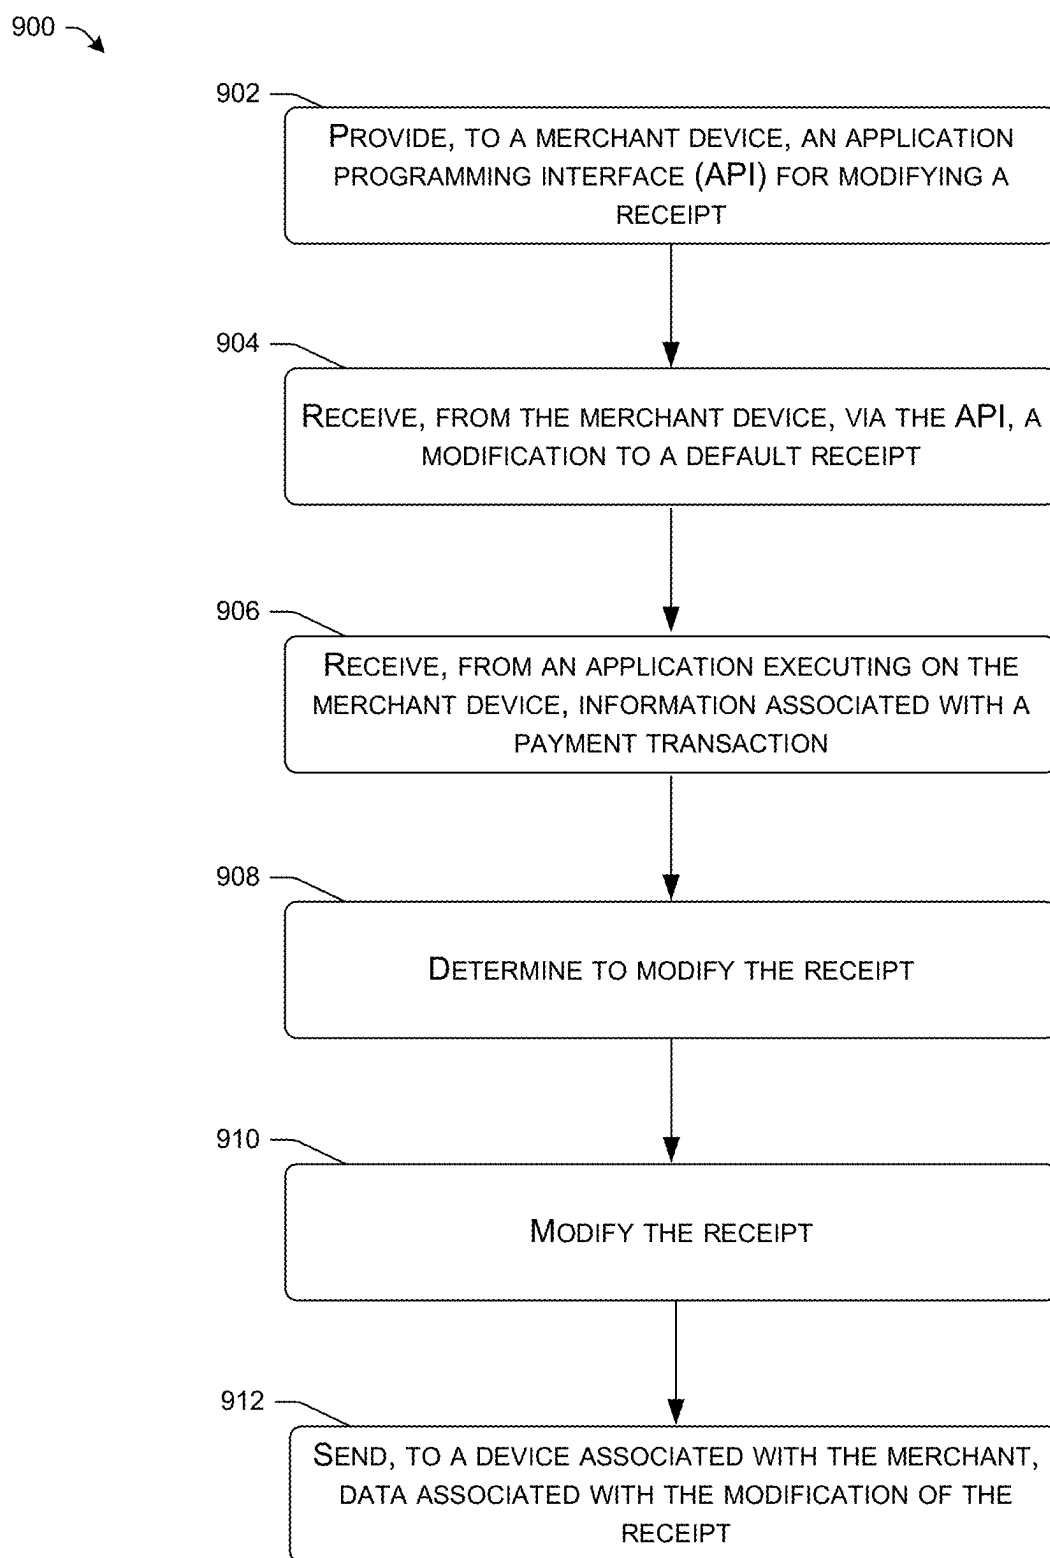 900
902
PROVIDE, TO A MERCHANT DEVICE, AN APPLICATION
PROGRAMMING INTERFACE (API) FOR MODIFYING A
RECEIPT
904
RECEIVE, FROM THE MERCHANT DEVICE, VIA THE API, A
MODIFICATION TO A DEFAULT RECEIPT
906
RECEIVE, FROM AN APPLICATION EXECUTING ON THE
MERCHANT DEVICE, INFORMATION ASSOCIATED WITH A
PAYMENT TRANSACTION
908
DETERMINE TO MODIFY THE RECEIPT
910
MODIFY THE RECEIPT
912
SEND, TO A DEVICE ASSOCIATED WITH THE MERCHANT,
DATA ASSOCIATED WITH THE MODIFICATION OF THE
RECEIPT